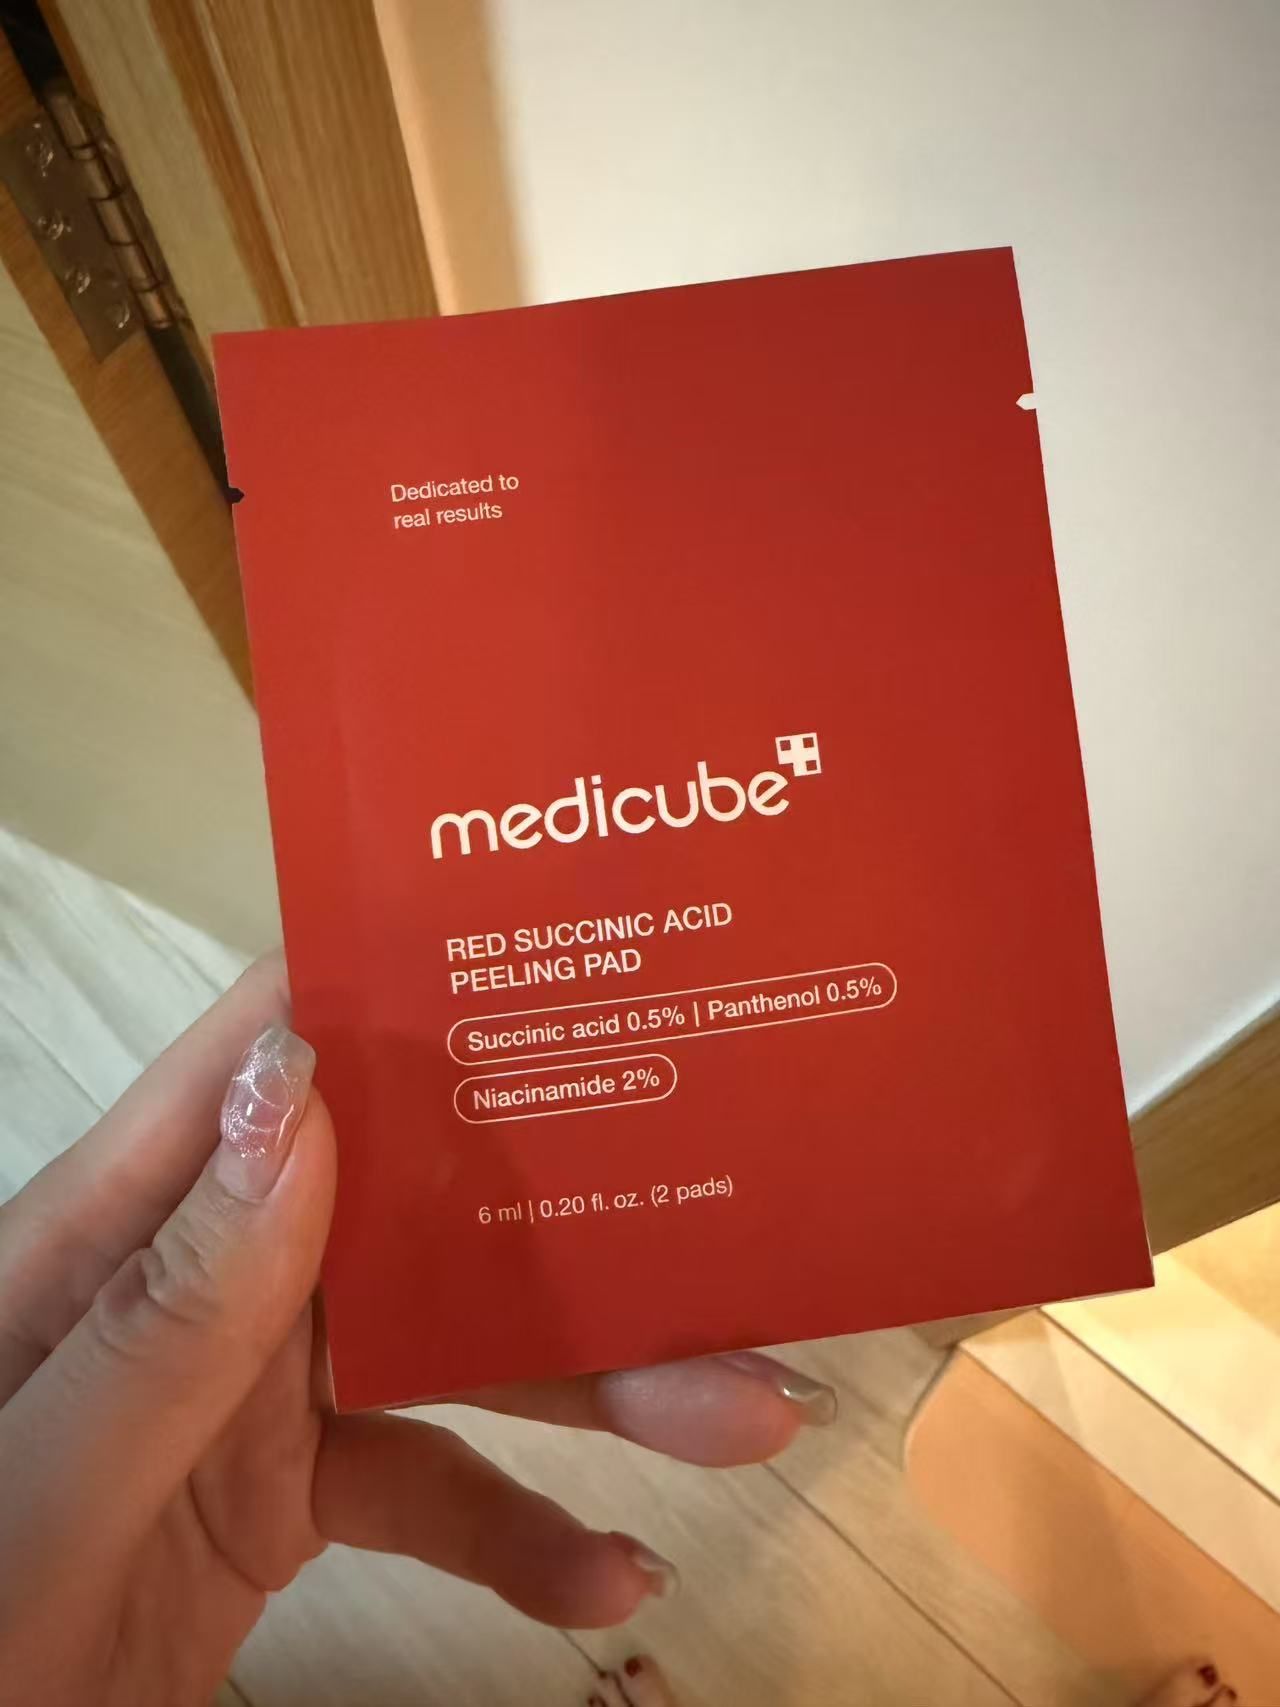 Dedicated to
real results
medicube
RED SUCCINIC ACID
PEELING PAD
Succinic acid 0.5% | Panthenol 0.5%
Niacinamide 2%
6 ml | 0.20 fl. oz. (2 pads)